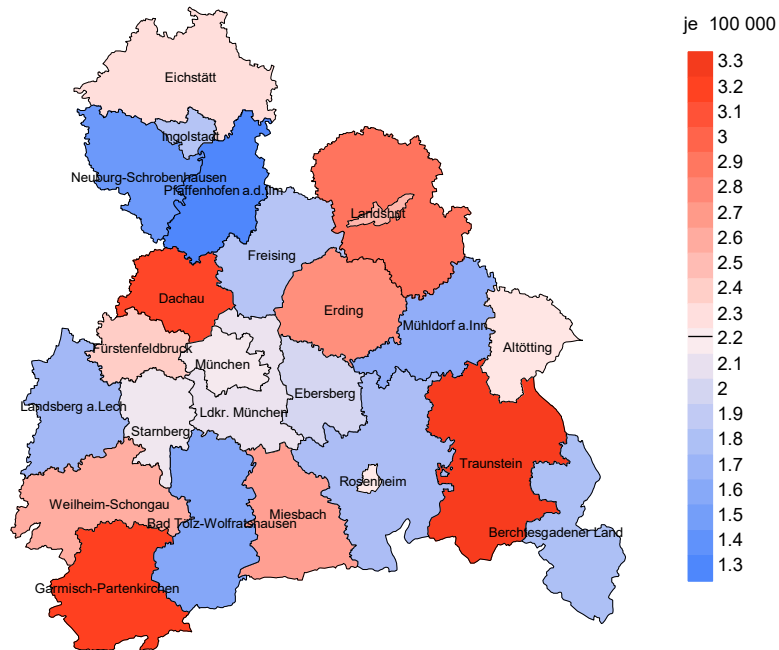 je 100 000
3.3
3.2
3.1
3
2.9
2.8
2.7
2.6
2.5
2.4
2.3
2.2
2.1
2
1.9
1.8
1.7
1.6
1.5
1.4
1.3
Eichstätt
Ingolstadt
Neuburg-Schrobenhausen
Pfaffenhofen a.d.Ilm
Landshut
Freising
Dachau
Erding
Mühldorf a.Inn
Altötting
Fürstenfeldbruck
München
Ebersberg
Landsberg a.Lech
Ldkr. München
Starnberg
Traunstein
Rosenheim
Weilheim-Schongau
Miesbach
Bad Tölz-Wolfratshausen
Berchtesgadener Land
Garmisch-Partenkirchen